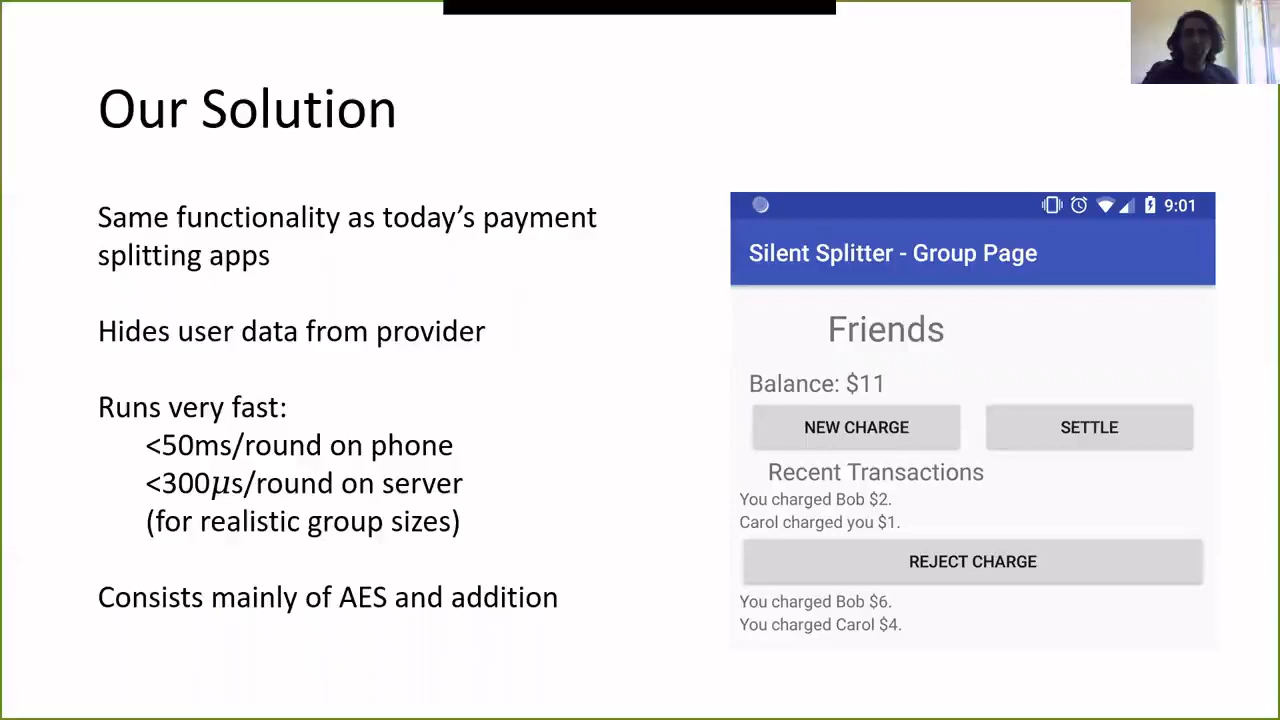 Our Solution
Same functionality as today’s payment
splitting apps
Hides user data from provider
Runs very fast:
<50ms/round on phone
<300μs/round on server
(for realistic group sizes)
Consists mainly of AES and addition
9:01
Silent Splitter - Group Page
Friends
Balance: $11
NEW CHARGE
SETTLE
Recent Transactions
You charged Bob $2.
Carol charged you $1.
REJECT CHARGE
You charged Bob $6.
You charged Carol $4.